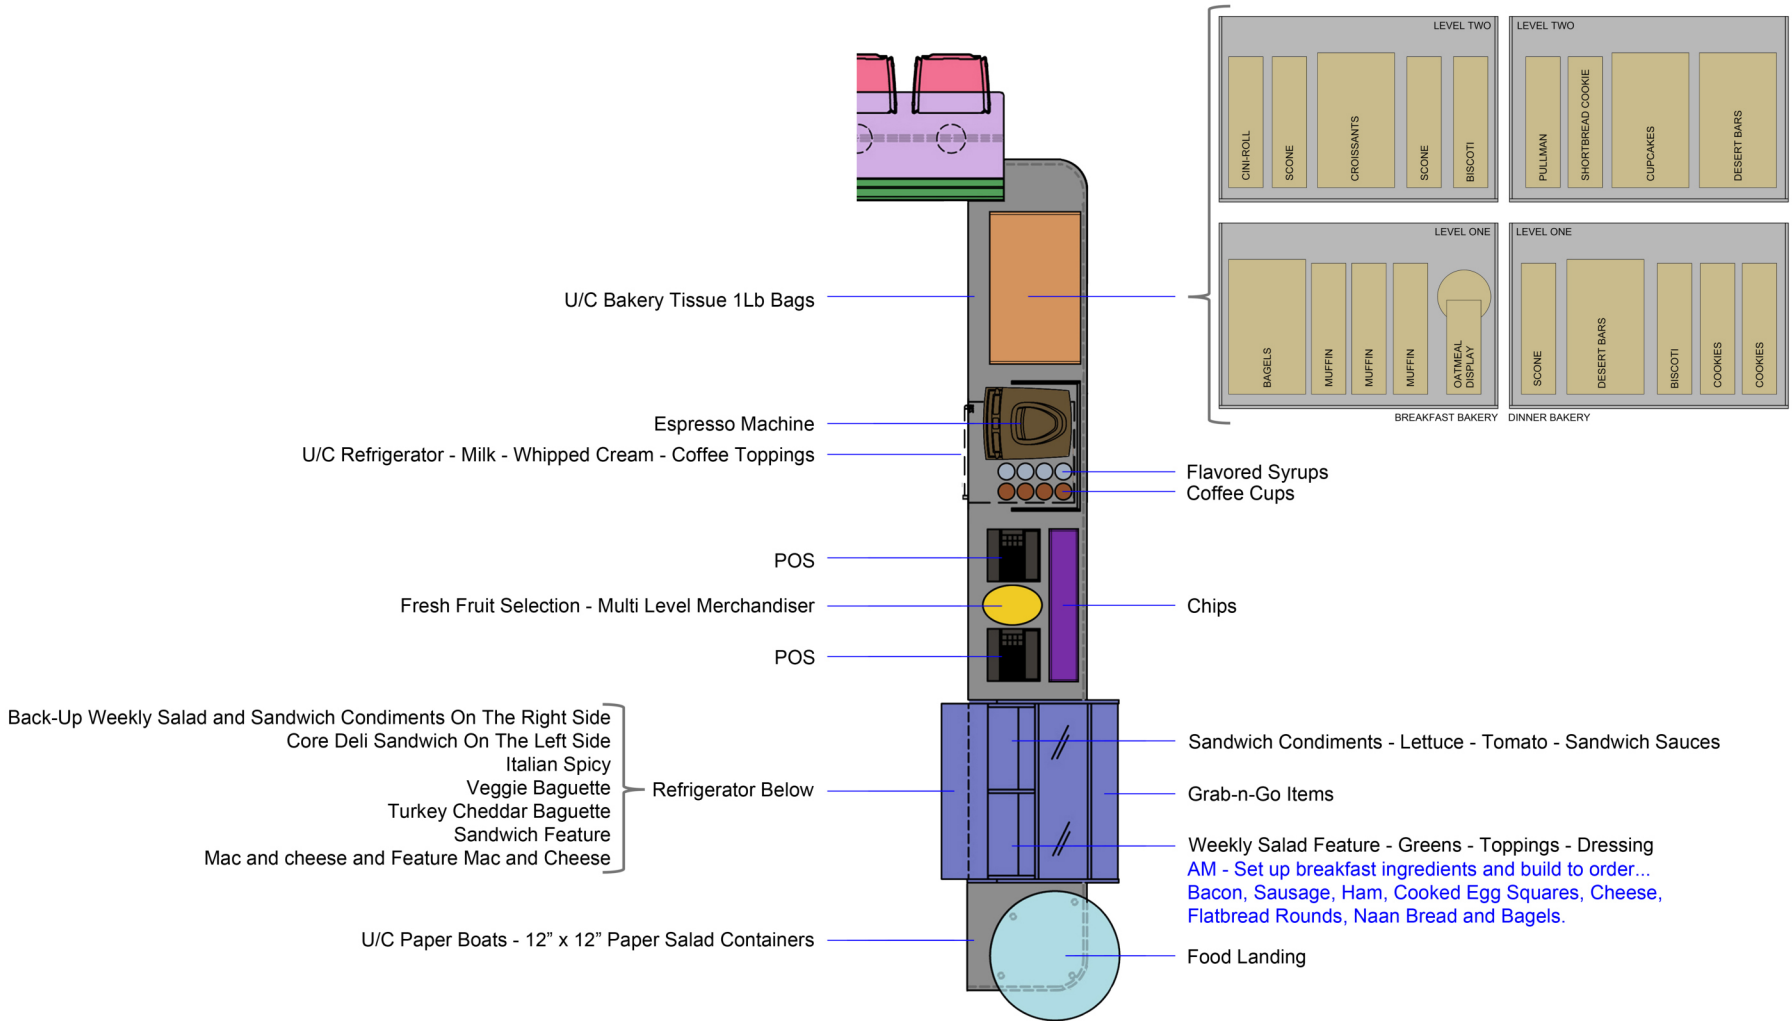 LEVEL TWO
CINI-ROLL
SCONE
CROISSANTS
SCONE
BISCOTI
LEVEL TWO
PULLMAN
SHORTBREAD COOKIE
CUPCAKES
DESERT BARS
LEVEL ONE
BAGELS
MUFFIN
MUFFIN
MUFFIN
OATMEAL
DISPLAY
LEVEL ONE
SCONE
DESERT BARS
BISCOTI
COOKIES
COOKIES
BREAKFAST BAKERY
DINNER BAKERY
U/C Bakery Tissue 1Lb Bags
Espresso Machine
U/C Refrigerator - Milk - Whipped Cream - Coffee Toppings
Flavored Syrups
Coffee Cups
POS
Fresh Fruit Selection - Multi Level Merchandiser
Chips
POS
Back-Up Weekly Salad and Sandwich Condiments On The Right Side
Core Deli Sandwich On The Left Side
Italian Spicy
Veggie Baguette
Turkey Cheddar Baguette
Sandwich Feature
Mac and cheese and Feature Mac and Cheese
Refrigerator Below
Sandwich Condiments - Lettuce - Tomato - Sandwich Sauces
Grab-n-Go Items
Weekly Salad Feature - Greens - Toppings - Dressing
AM - Set up breakfast ingredients and build to order...
Bacon, Sausage, Ham, Cooked Egg Squares, Cheese,
Flatbread Rounds, Naan Bread and Bagels.
U/C Paper Boats - 12” x 12” Paper Salad Containers
Food Landing